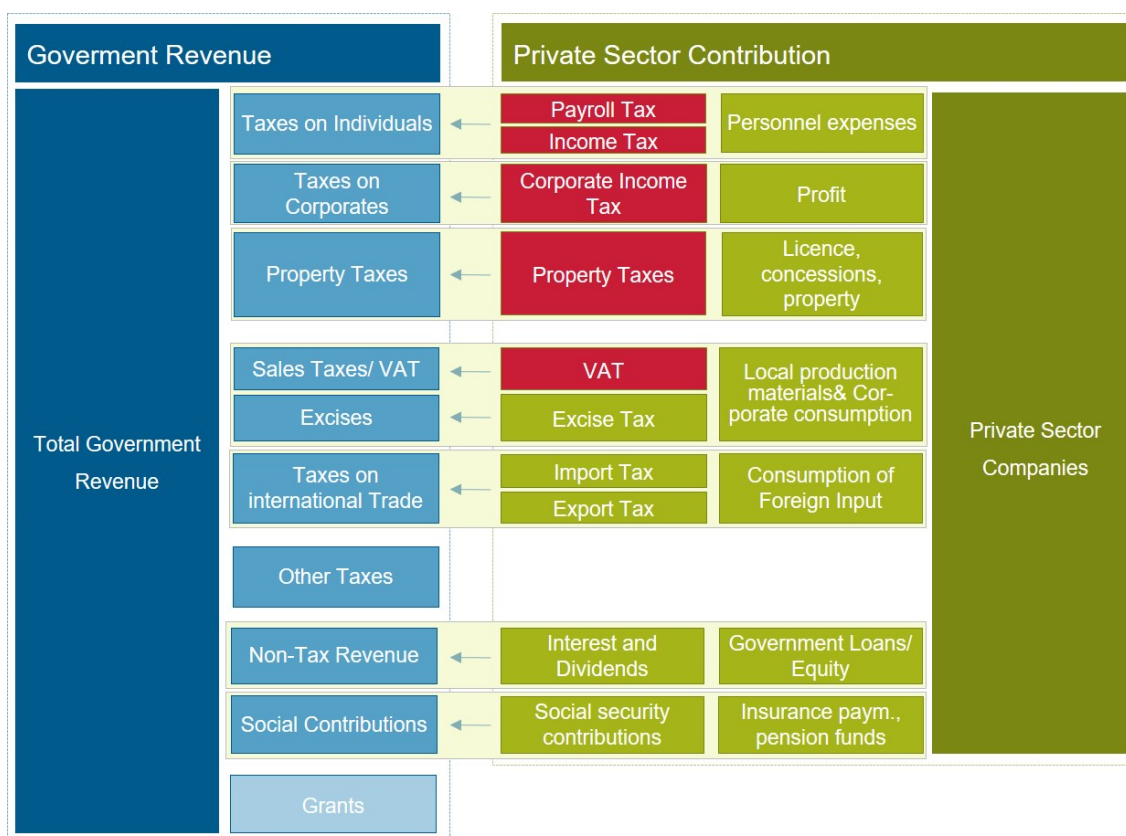 Goverment Revenue
Private Sector Contribution
Total Government
Revenue
Taxes on Individuals
Payroll Tax
Income Tax
Personnel expenses
Taxes on
Corporates
Corporate Income
Tax
Profit
Property Taxes
Property Taxes
Licence,
concessions,
property
Sales Taxes/ VAT
VAT
Excises
Excise Tax
Local production
materials& Cor-
porate consumption
Taxes on
international Trade
Import Tax
Export Tax
Consumption of
Foreign Input
Other Taxes
Non-Tax Revenue
Interest and
Dividends
Government Loans/
Equity
Social Contributions
Social security
contributions
Insurance paym.,
pension funds
Grants
Private Sector
Companies